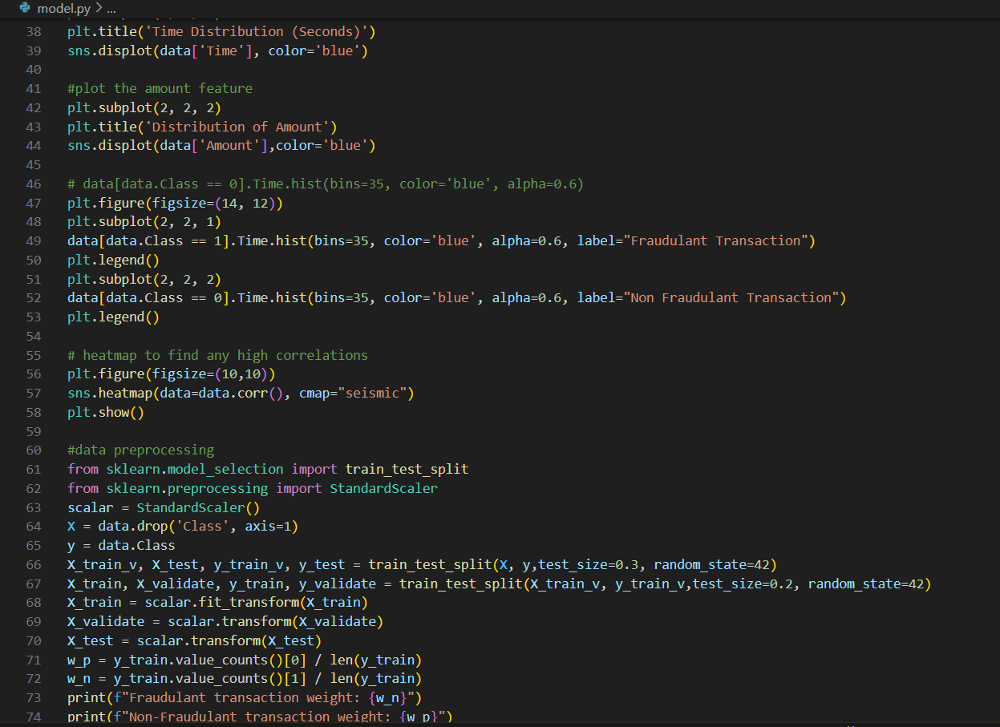 model.py > ...
38 plt.title('Time Distribution (Seconds)')
39 sns.displot(data['Time'], color='blue')
40
41 #plot the amount feature
42 plt.subplot(2, 2, 2)
43 plt.title('Distribution of Amount')
44 sns.displot(data['Amount'],color='blue')
45
46 # data[data.Class == 0].Time.hist(bins=35, color='blue', alpha=0.6)
47 plt.figure(figsize=(14, 12))
48 plt.subplot(2, 2, 1)
49 data[data.Class == 1].Time.hist(bins=35, color='blue', alpha=0.6, label="Fraudulant Transaction")
50 plt.legend()
51 plt.subplot(2, 2, 2)
52 data[data.Class == 0].Time.hist(bins=35, color='blue', alpha=0.6, label="Non Fraudulant Transaction")
53 plt.legend()
54
55 # heatmap to find any high correlations
56 plt.figure(figsize=(10,10))
57 sns.heatmap(data=data.corr(), cmap="seismic")
58 plt.show()
59
60 #data preprocessing
61 from sklearn.model_selection import train_test_split
62 from sklearn.preprocessing import StandardScaler
63 scalar = StandardScaler()
64 X = data.drop('Class', axis=1)
65 y = data.Class
66 X_train_v, X_test, y_train_v, y_test = train_test_split(X, y,test_size=0.3, random_state=42)
67 X_train, X_validate, y_train, y_validate = train_test_split(X_train_v, y_train_v,test_size=0.2, random_state=42)
68 X_train = scalar.fit_transform(X_train)
69 X_validate = scalar.transform(X_validate)
70 X_test = scalar.transform(X_test)
71 w_p = y_train.value_counts()[0] / len(y_train)
72 w_n = y_train.value_counts()[1] / len(y_train)
73 print(f"Fraudulant transaction weight: {w_n}")
74 print(f"Non-Fraudulant transaction weight: {w_p}")